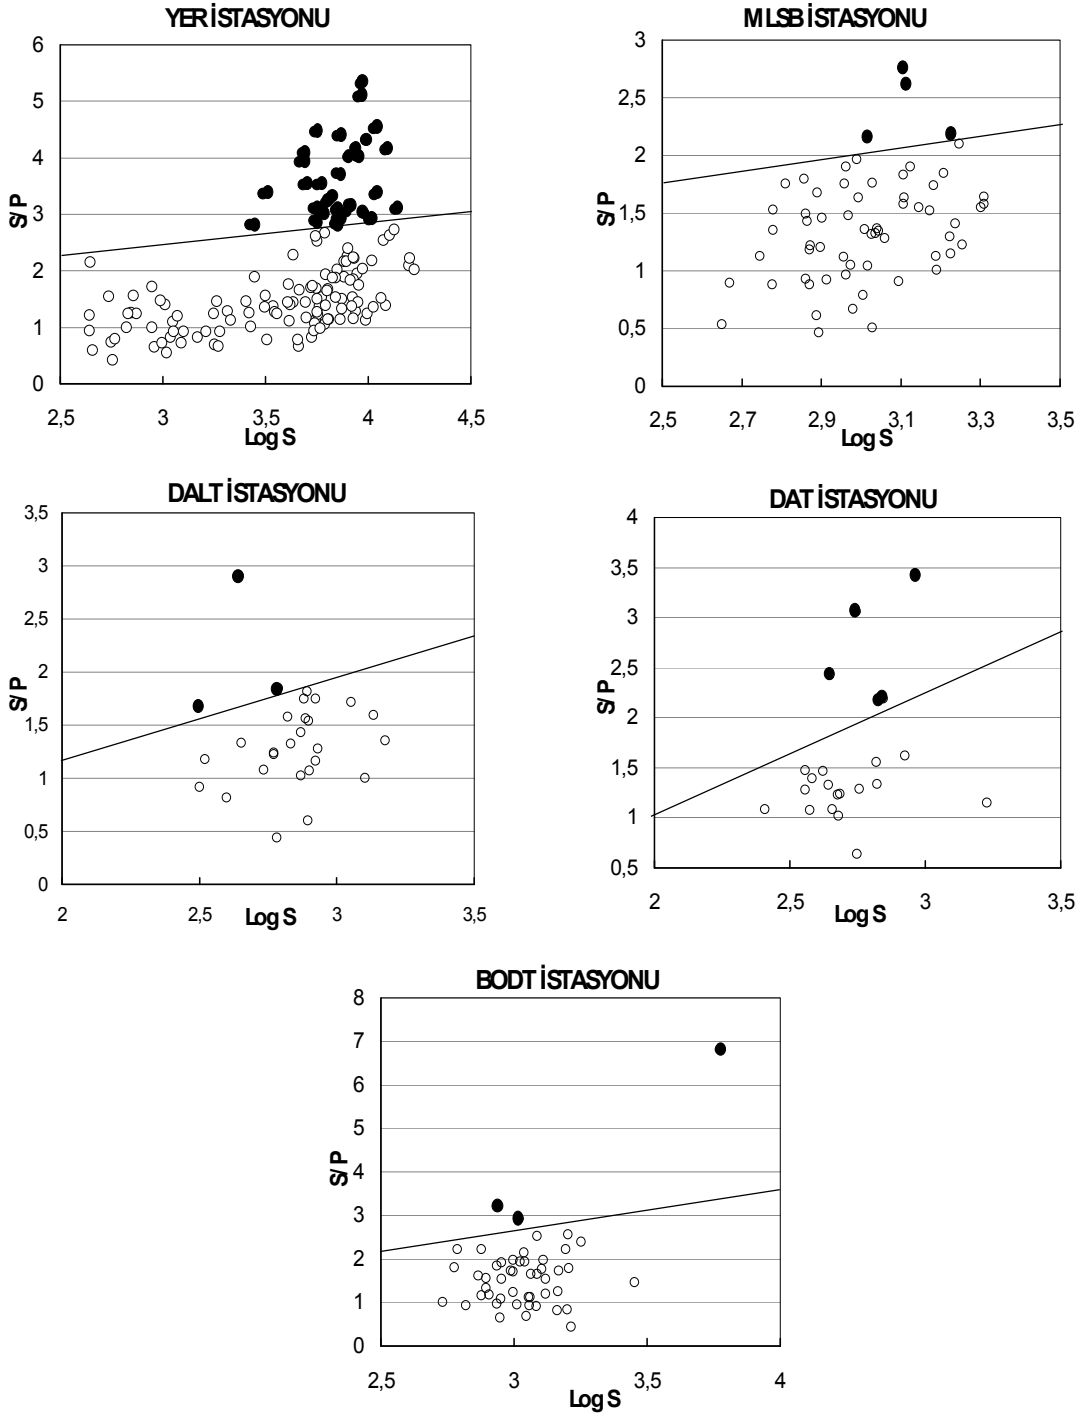 YER İSTASYONU
6
5
4
3
2
1
0
S/ P
2,5 3 3,5 4 4,5
Log S
MLSB İSTASYONU
3
2,5
2
1,5
1
0,5
0
S/ P
2,5 2,7 2,9 3,1 3,3 3,5
Log S
DALT İSTASYONU
3,5
3
2,5
2
1,5
1
0,5
0
S/ P
2 2,5 3 3,5
Log S
DAT İSTASYONU
4
3,5
3
2,5
2
1,5
1
0,5
S/ P
2 2,5 3 3,5
Log S
BODT İSTASYONU
8
7
6
5
4
3
2
1
0
S/ P
2,5 3 3,5 4
Log S